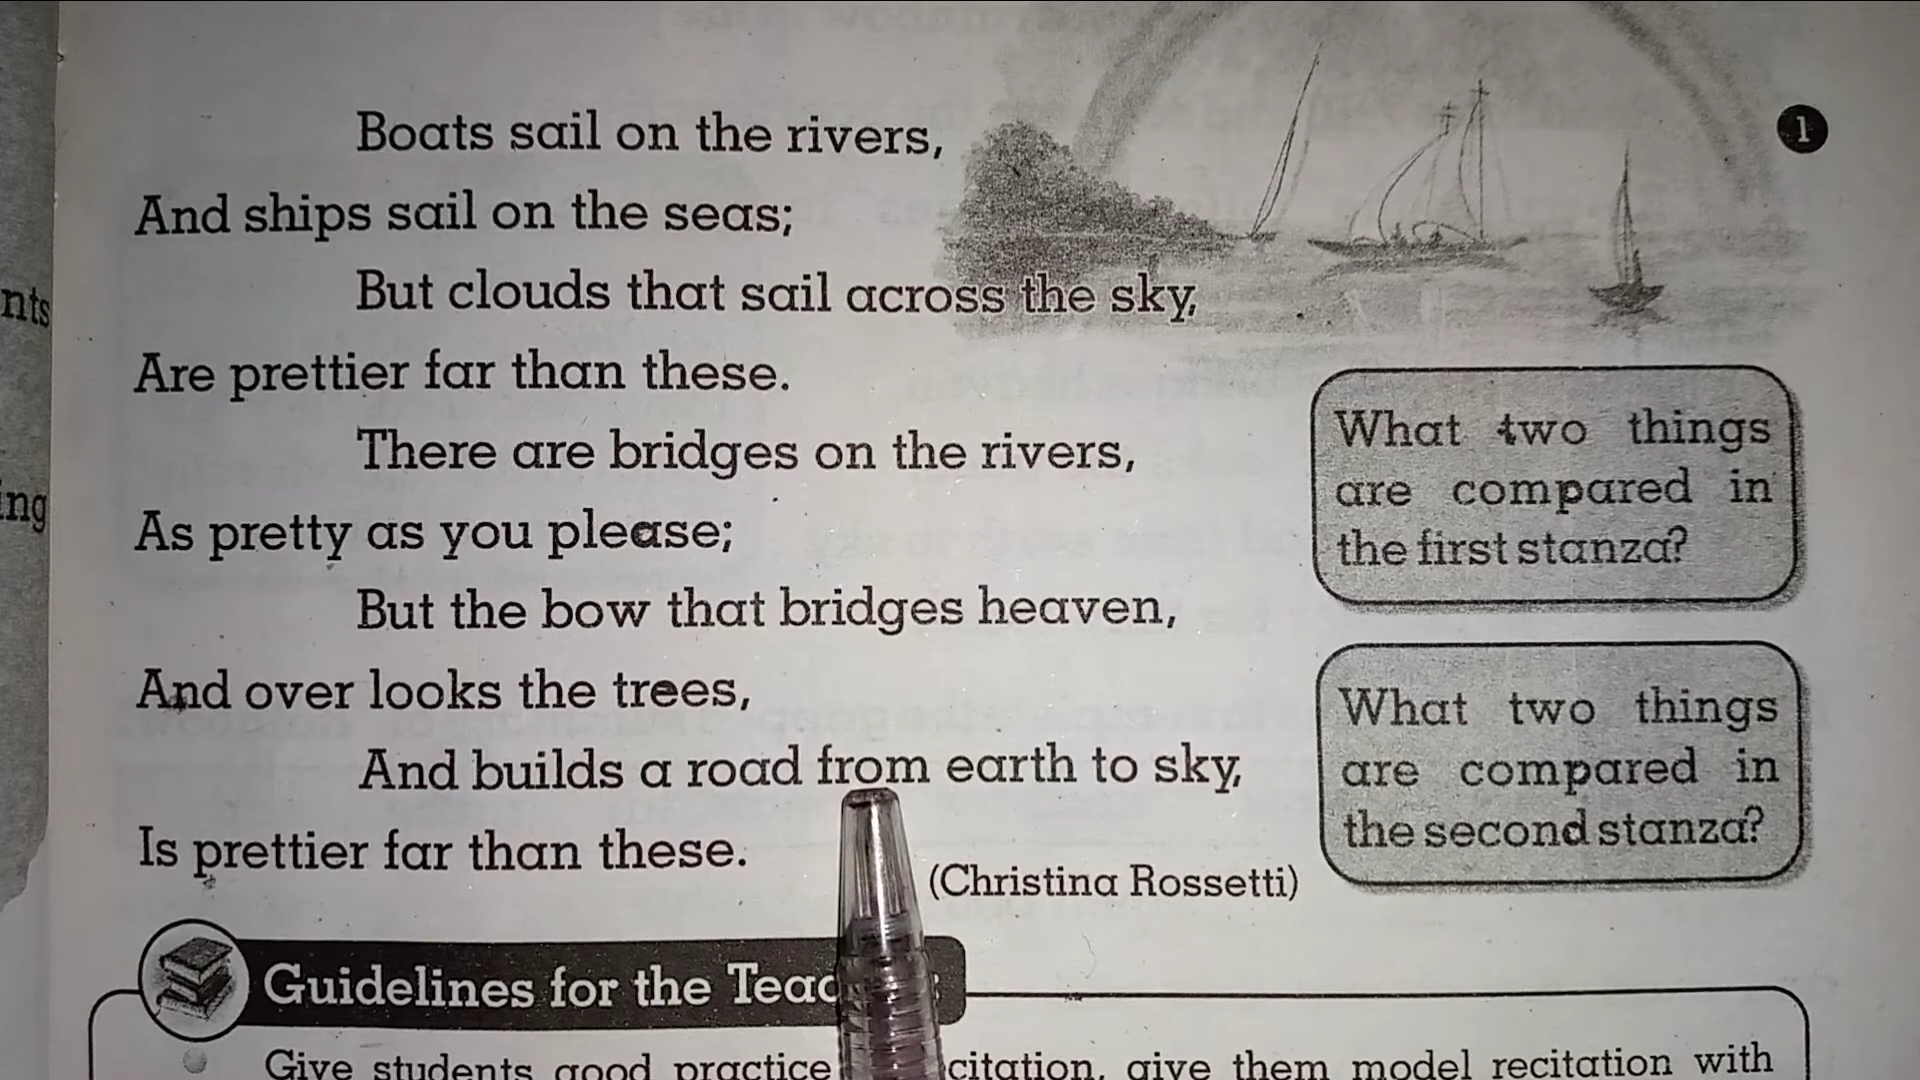 Boats sail on the rivers,
1
And ships sail on the seas;
But clouds that sail across the sky,
Are prettier far than these.
There are bridges on the rivers,
As pretty as you please;
But the bow that bridges heaven,
And over looks the trees,
And builds a road from earth to sky,
Is prettier far than these.
(Christina Rossetti)
What two things
are compared in
the first stanza?
What two things
are compared in
the second stanza?
nts
ing
Guidelines for the
Give students good practice citation, give them model recitation with